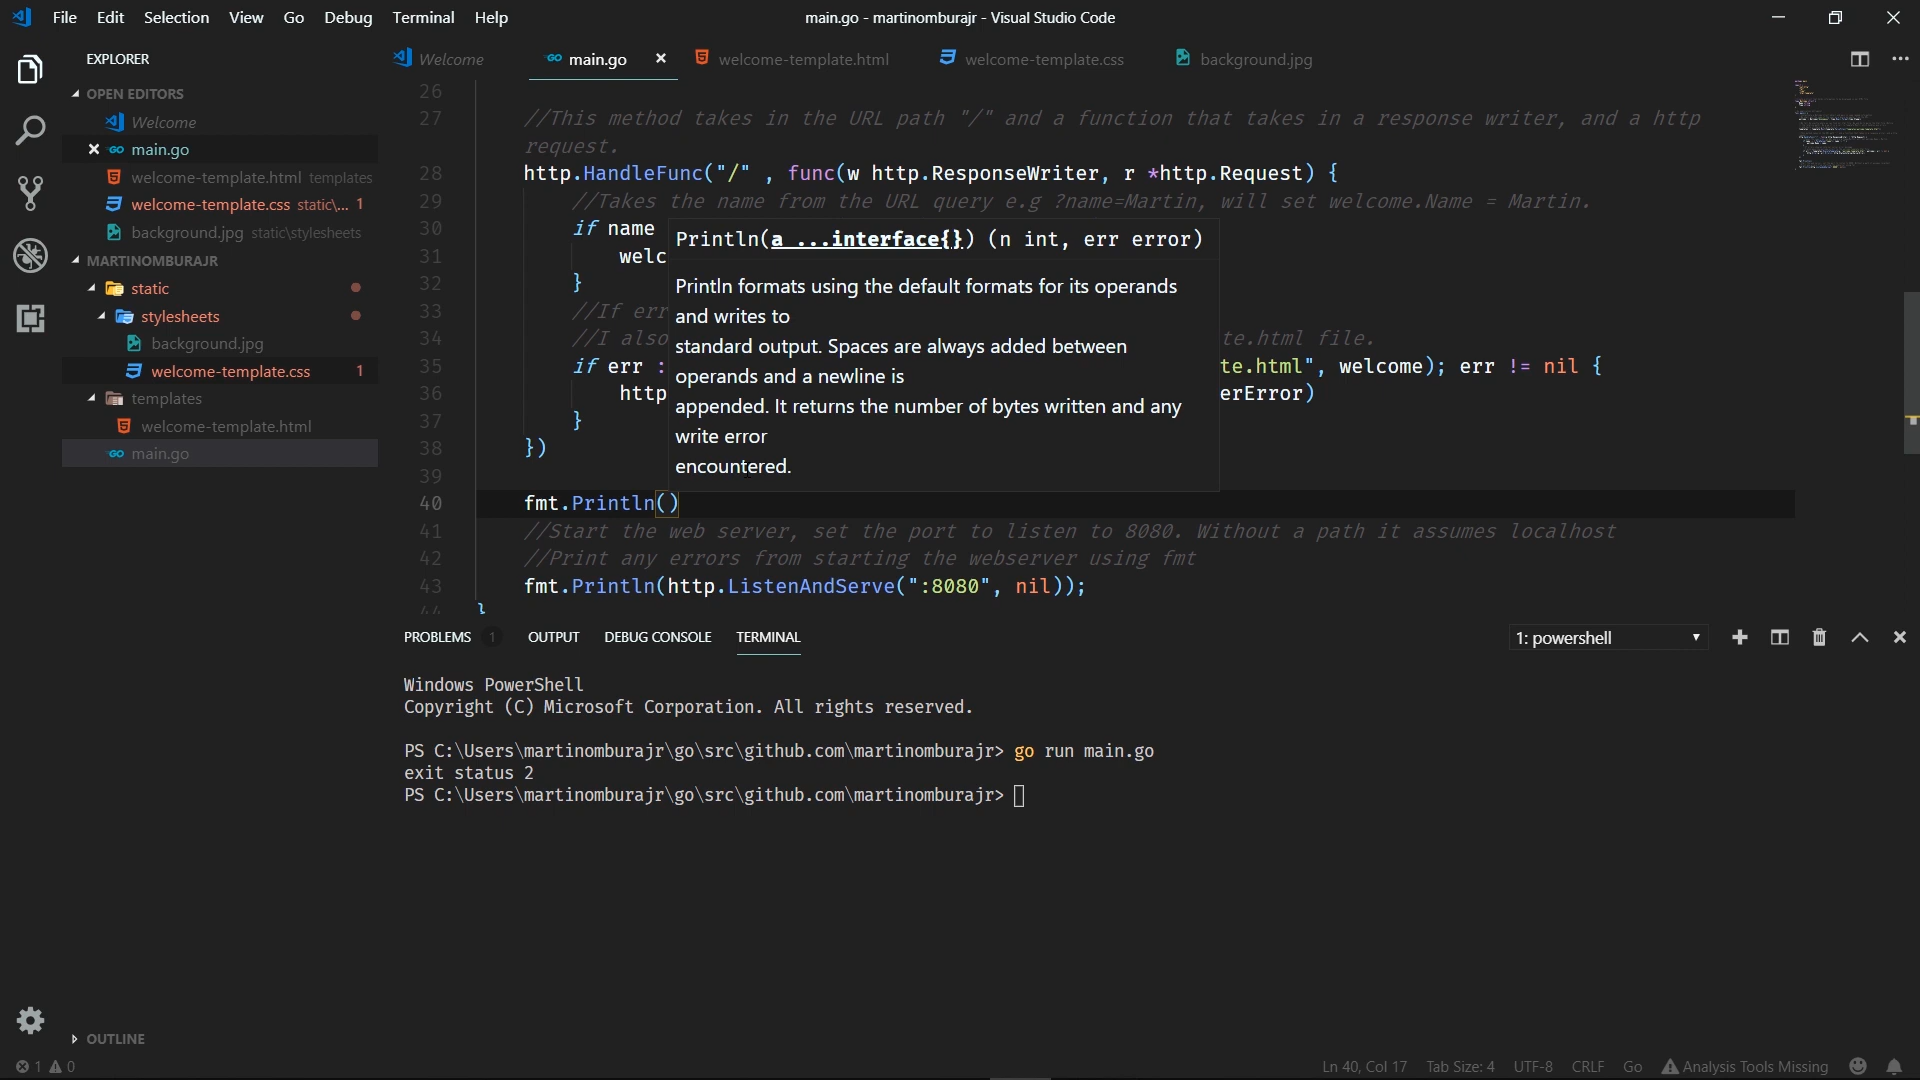 File Edit Selection View Go Debug Terminal Help
main.go - martinomburajr - Visual Studio Code
EXPLORER
OPEN EDITORS
Welcome
main.go
welcome-template.html templates
welcome-template.css static\... 1
background.jpg static\stylesheets
MARTINOMBURAJR
static
stylesheets
background.jpg
welcome-template.css 1
templates
welcome-template.html
main.go
OUTLINE
Welcome main.go welcome-template.html welcome-template.css background.jpg
26
27 //This method takes in the URL path "/" and a function that takes in a response writer, and a http
request.
28 http.HandleFunc("/" , func(w http.ResponseWriter, r *http.Request) {
29 //Takes the name from the URL query e.g ?name=Martin, will set welcome.Name = Martin.
30 if name
31 welc
32 }
33 //If err
34 //I also te.html file.
35 if err : te.html", welcome); err != nil {
36 http erError)
37 }
38 })
39
40 fmt.Println()
41 //Start the web server, set the port to listen to 8080. Without a path it assumes localhost
42 //Print any errors from starting the webserver using fmt
43 fmt.Println(http.ListenAndServe(":8080", nil));
44 }
Println(a ...interface{}) (n int, err error)
Println formats using the default formats for its operands
and writes to
standard output. Spaces are always added between
operands and a newline is
appended. It returns the number of bytes written and any
write error
encountered.
PROBLEMS 1 OUTPUT DEBUG CONSOLE TERMINAL
1: powershell
Windows PowerShell
Copyright (C) Microsoft Corporation. All rights reserved.
PS C:\Users\martinomburajr\go\src\github.com\martinomburajr> go run main.go
exit status 2
PS C:\Users\martinomburajr\go\src\github.com\martinomburajr>
1 0
Ln 40, Col 17 Tab Size: 4 UTF-8 CRLF Go Analysis Tools Missing